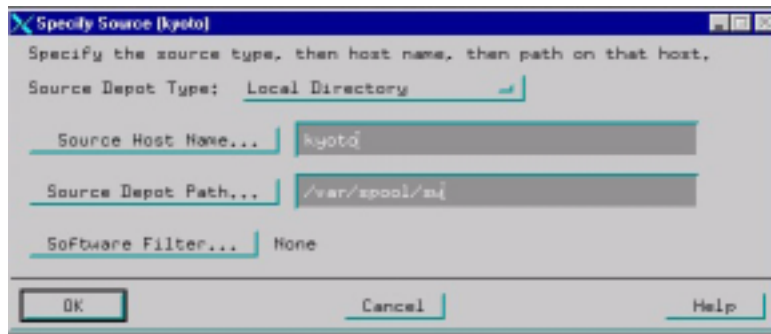 Specify Source (kyoto)
Specify the source type, then host name, then path on that host.
Source Depot Type: Local Directory
Source Host Name... kyoto
Source Depot Path... /var/spool/sw
Software Filter... None
OK Cancel Help